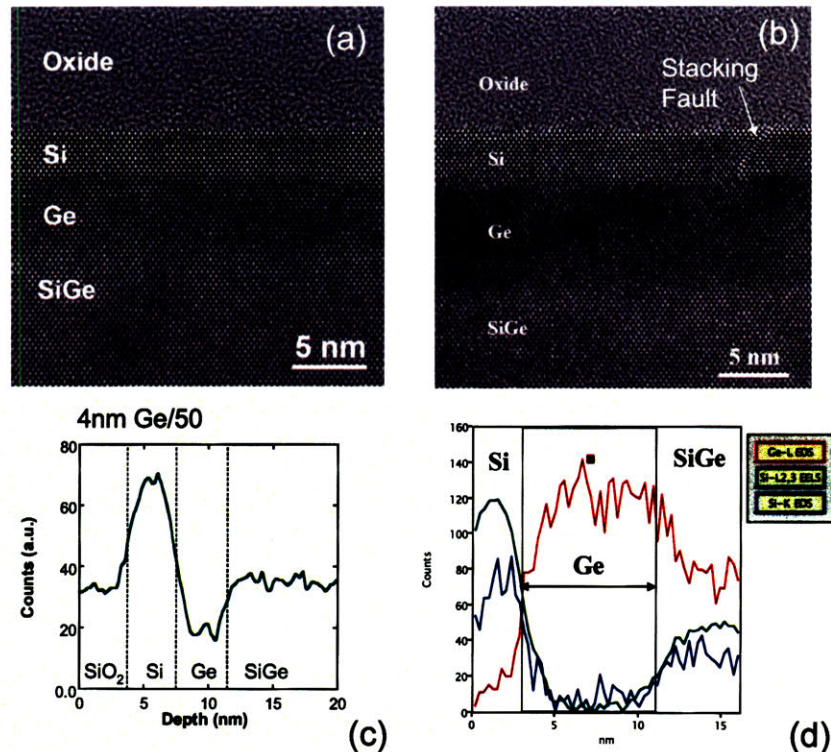 (a)
Oxide
Si
Ge
SiGe
5 nm
(b)
Oxide
Stacking
Fault
Si
Ge
SiGe
5 nm
4nm Ge/50
80
60
40
20
0.0
Counts (a.u.)
SiO2 Si Ge SiGe
0 5 10 15 20
Depth (nm)
(c)
160
140
120
100
80
60
40
20
0
Counts
Si
Ge
SiGe
0 5 10 15
nm
Ge-L EDS
Si-L2,3 EELS
Si-K EDS
(d)